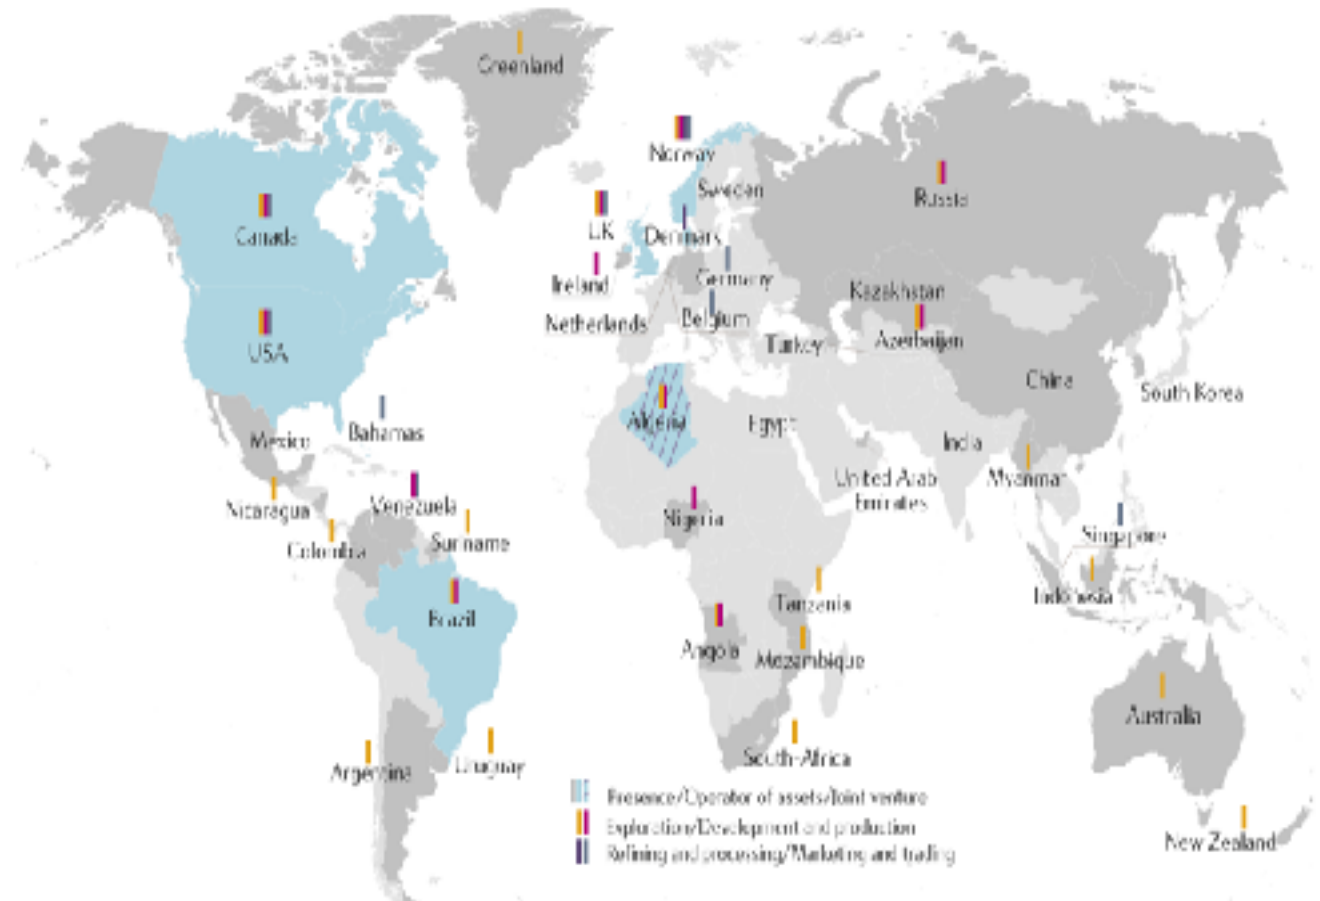 Greenland
Norway
Sweden
Russia
Canada
UK
Denmark
Ireland
Germany
Kazakhstan
Netherlands
Belgium
Azerbaijan
USA
Turkey
China
South Korea
Bahamas
Algeria
Egypt
Mexico
India
Myanmar
Nicaragua
Venezuela
United Arab
Emirates
Nigeria
Colombia
Suriname
Singapore
Indonesia
Tanzania
Brazil
Angola
Mozambique
Australia
South-Africa
Argentina
Uruguay
Presence/Operator of assets/Joint venture
Exploration/Development and production
Refining and processing/Marketing and trading
New Zealand